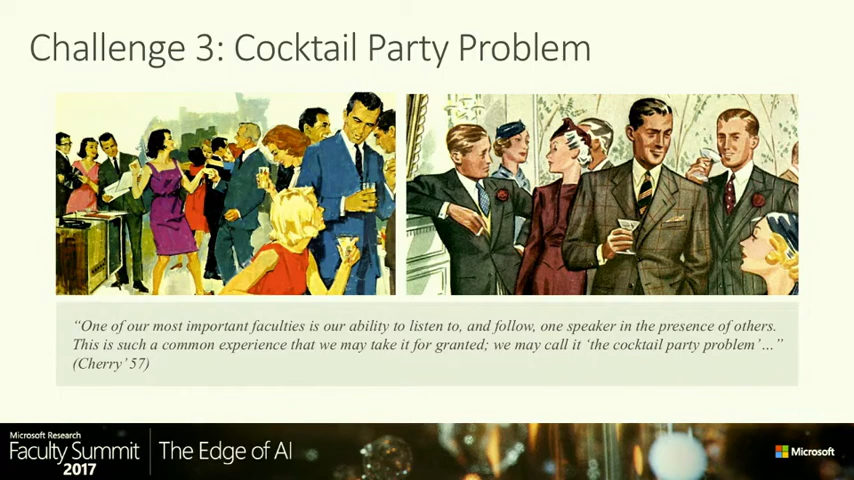 Challenge 3: Cocktail Party Problem
“One of our most important faculties is our ability to listen to, and follow, one speaker in the presence of others.
This is such a common experience that we may take it for granted; we may call it ‘the cocktail party problem’…”
(Cherry’57)
Microsoft Research
Faculty Summit
2017
The Edge of AI
Microsoft